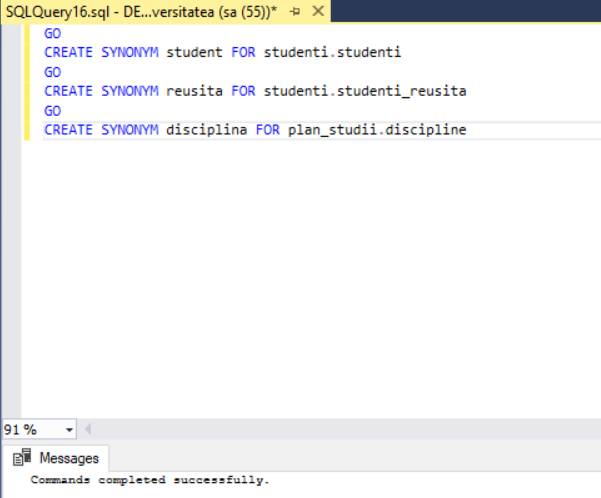 SQLQuery16.sql - DE...versitatea (sa (55))*
GO
CREATE SYNONYM student FOR studenti.studenti
GO
CREATE SYNONYM reusita FOR studenti.studenti_reusita
GO
CREATE SYNONYM disciplina FOR plan_studii.discipline
91 %
Messages
Commands completed successfully.